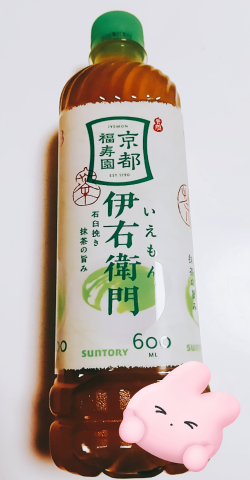 IYEMON
京都
福寿園
EST. 1790
いえもん
伊右衛門
石臼挽き
抹茶の旨み
600
ML
SUNTORY